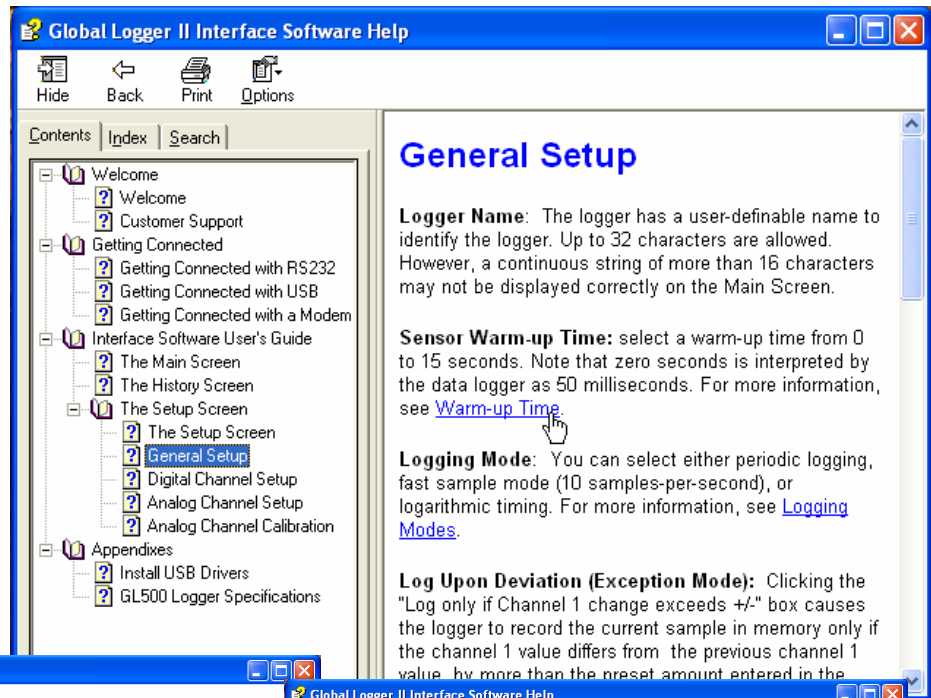 Global Logger II Interface Software Help
Hide Back Print Options
Contents Index Search
Welcome
Welcome
Customer Support
Getting Connected
Getting Connected with RS232
Getting Connected with USB
Getting Connected with a Modem
Interface Software User's Guide
The Main Screen
The History Screen
The Setup Screen
The Setup Screen
General Setup
Digital Channel Setup
Analog Channel Setup
Analog Channel Calibration
Appendixes
Install USB Drivers
GL500 Logger Specifications
General Setup
Logger Name: The logger has a user-definable name to
identify the logger. Up to 32 characters are allowed.
However, a continuous string of more than 16 characters
may not be displayed correctly on the Main Screen.
Sensor Warm-up Time: select a warm-up time from 0
to 15 seconds. Note that zero seconds is interpreted by
the data logger as 50 milliseconds. For more information,
see Warm-up Time.
Logging Mode: You can select either periodic logging,
fast sample mode (10 samples-per-second), or
logarithmic timing. For more information, see Logging
Modes.
Log Upon Deviation (Exception Mode): Clicking the
"Log only if Channel 1 change exceeds +/-" box causes
the logger to record the current sample in memory only if
the channel 1 value differs from the previous channel 1
value by more than the preset amount entered in the
Global Logger II Interface Software Help